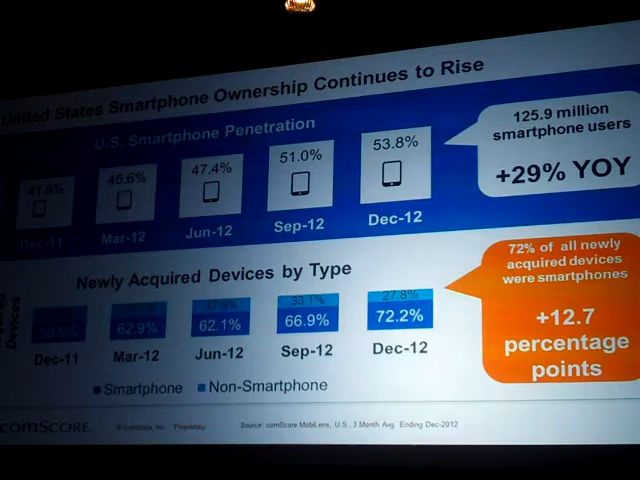 United States Smartphone Ownership Continues to Rise
U.S. Smartphone Penetration
41.8%
45.6%
47.4%
51.0%
53.8%
Dec-11
Mar-12
Jun-12
Sep-12
Dec-12
125.9 million
smartphone users
+29% YOY
Newly Acquired Devices by Type
Devices
33.1%
27.8%
59.5%
62.9%
62.1%
66.9%
72.2%
Dec-11
Mar-12
Jun-12
Sep-12
Dec-12
Smartphone
Non-Smartphone
72% of all newly
acquired devices
were smartphones
+12.7
percentage
points
comSCORE
© comScore, Inc. Proprietary.
Source: comScore MobiLens, U.S., 3 Month Avg. Ending Dec-2012